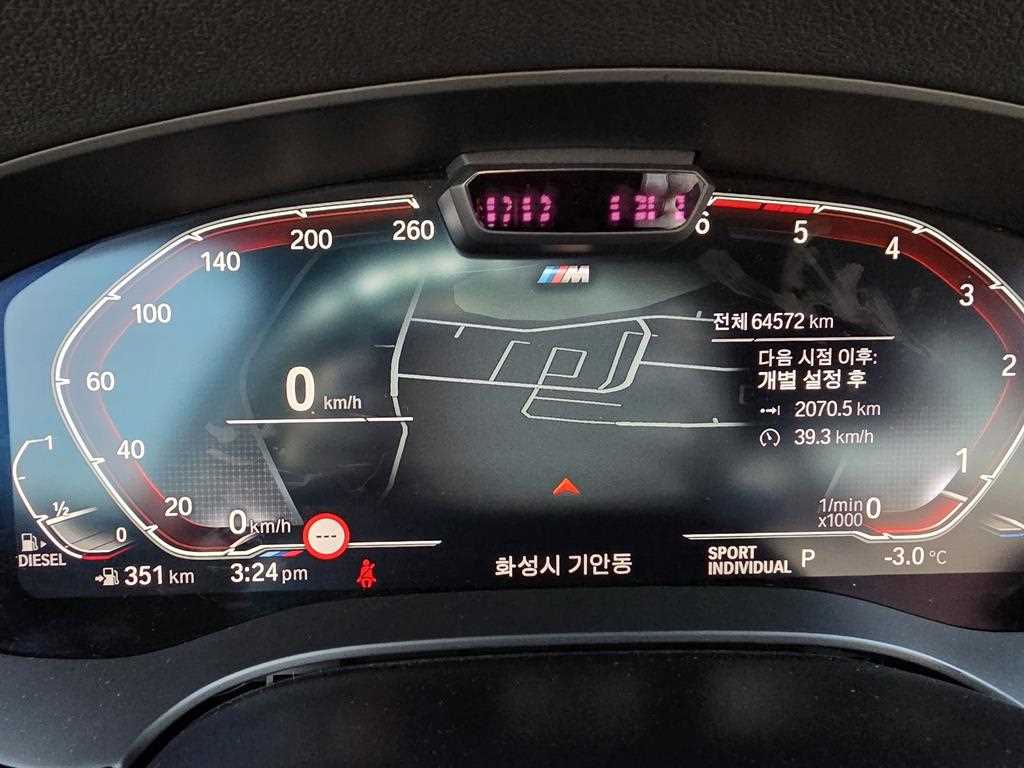 260
200
140
100
60
40
20
0 km/h
0 km/h
M
6
5
4
3
2
1
0
1/min
x1000
전체 64572 km
다음 시점 이후:
개별 설정 후
2070.5 km
39.3 km/h
1
1/2
0
DIESEL
351 km
3:24 pm
---
화성시 기안동
SPORT
INDIVIDUAL
P
-3.0 °C